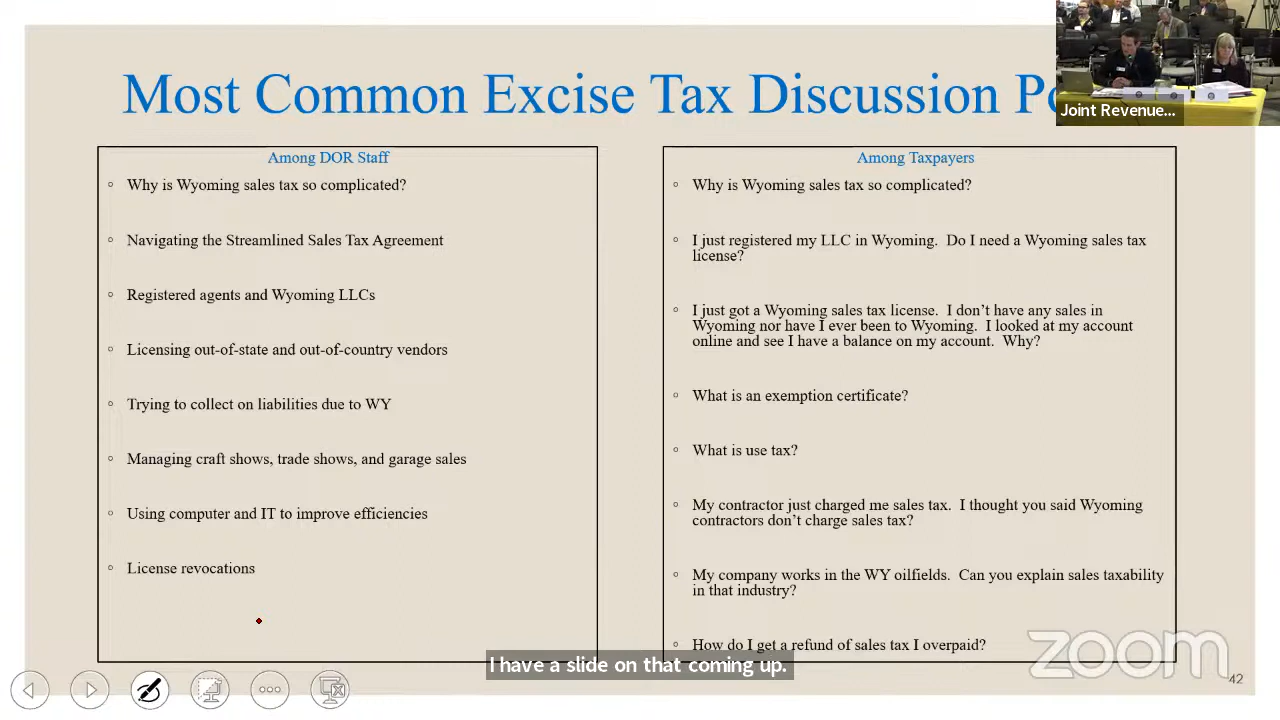 Most Common Excise Tax Discussion
Joint Revenue...
Among DOR Staff
◦ Why is Wyoming sales tax so complicated?
◦ Navigating the Streamlined Sales Tax Agreement
◦ Registered agents and Wyoming LLCs
◦ Licensing out-of-state and out-of-country vendors
◦ Trying to collect on liabilities due to WY
◦ Managing craft shows, trade shows, and garage sales
◦ Using computer and IT to improve efficiencies
◦ License revocations
Among Taxpayers
◦ Why is Wyoming sales tax so complicated?
◦ I just registered my LLC in Wyoming.  Do I need a Wyoming sales tax
license?
◦ I just got a Wyoming sales tax license.  I don’t have any sales in
Wyoming nor have I ever been to Wyoming.  I looked at my account
online and see I have a balance on my account.  Why?
◦ What is an exemption certificate?
◦ What is use tax?
◦ My contractor just charged me sales tax.  I thought you said Wyoming
contractors don’t charge sales tax?
◦ My company works in the WY oilfields.  Can you explain sales taxability
in that industry?
◦ How do I get a refund of sales tax I overpaid?
I have a slide on that coming up.
zoom
42